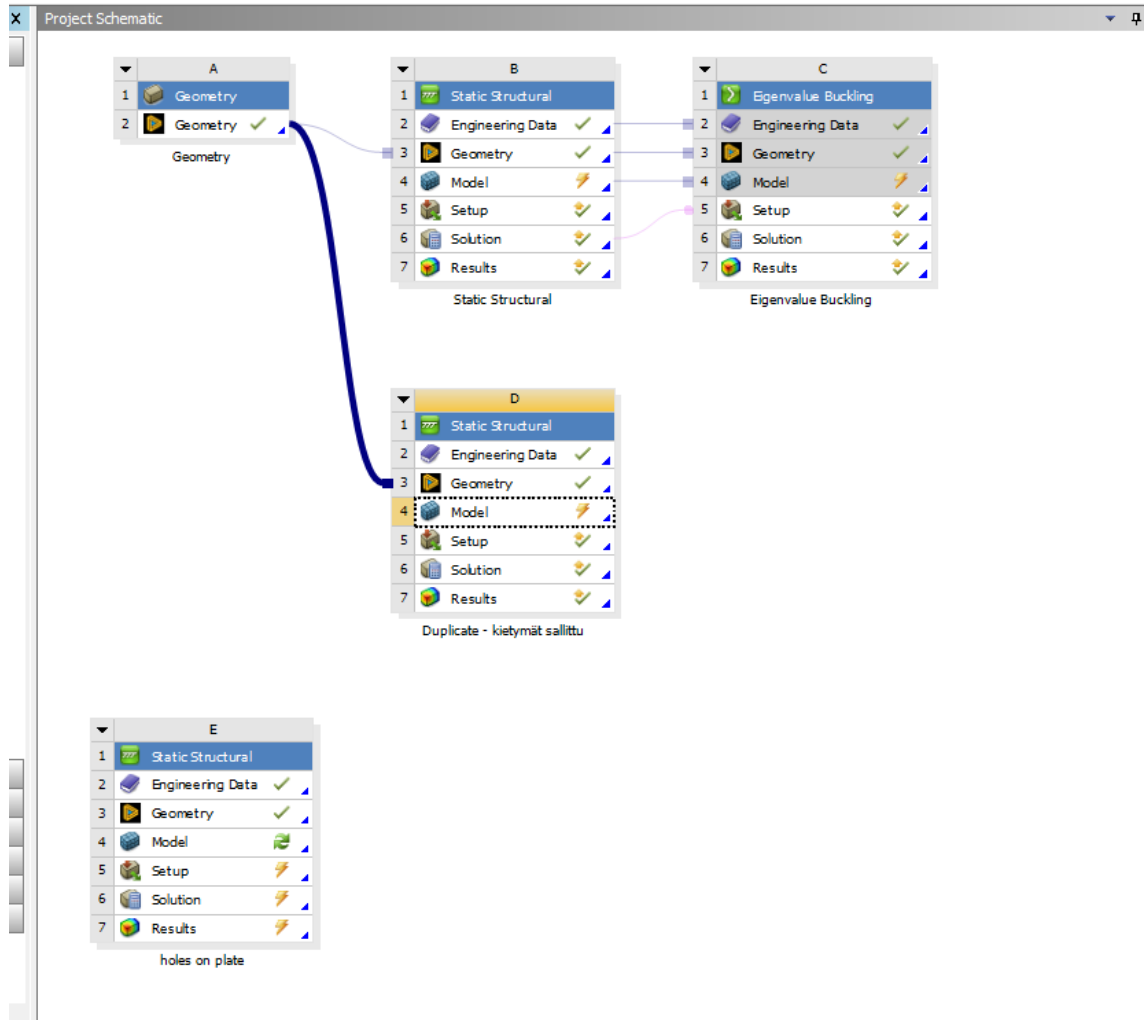 Project Schematic
A
1 Geometry
2 Geometry
Geometry
B
1 Static Structural
2 Engineering Data
3 Geometry
4 Model
5 Setup
6 Solution
7 Results
Static Structural
C
1 Eigenvalue Buckling
2 Engineering Data
3 Geometry
4 Model
5 Setup
6 Solution
7 Results
Eigenvalue Buckling
D
1 Static Structural
2 Engineering Data
3 Geometry
4 Model
5 Setup
6 Solution
7 Results
Duplicate - kietymät sallittu
E
1 Static Structural
2 Engineering Data
3 Geometry
4 Model
5 Setup
6 Solution
7 Results
holes on plate